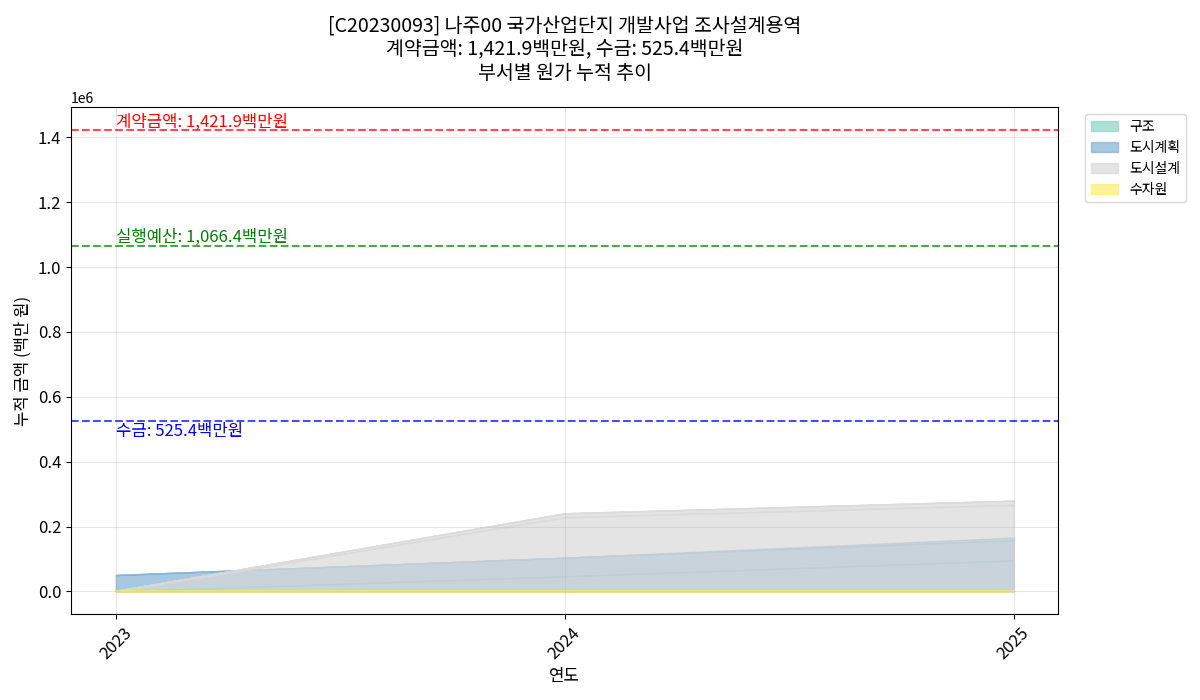 [C20230093] 나주00 국가산업단지 개발사업 조사설계용역
계약금액: 1,421.9백만원, 수금: 525.4백만원
부서별 원가 누적 추이
1e6
계약금액: 1,421.9백만원
실행예산: 1,066.4백만원
수금: 525.4백만원
1.4
1.2
1.0
0.8
0.6
0.4
0.2
0.0
누적 금액 (백만 원)
2023
2024
2025
연도
구조
도시계획
도시설계
수자원